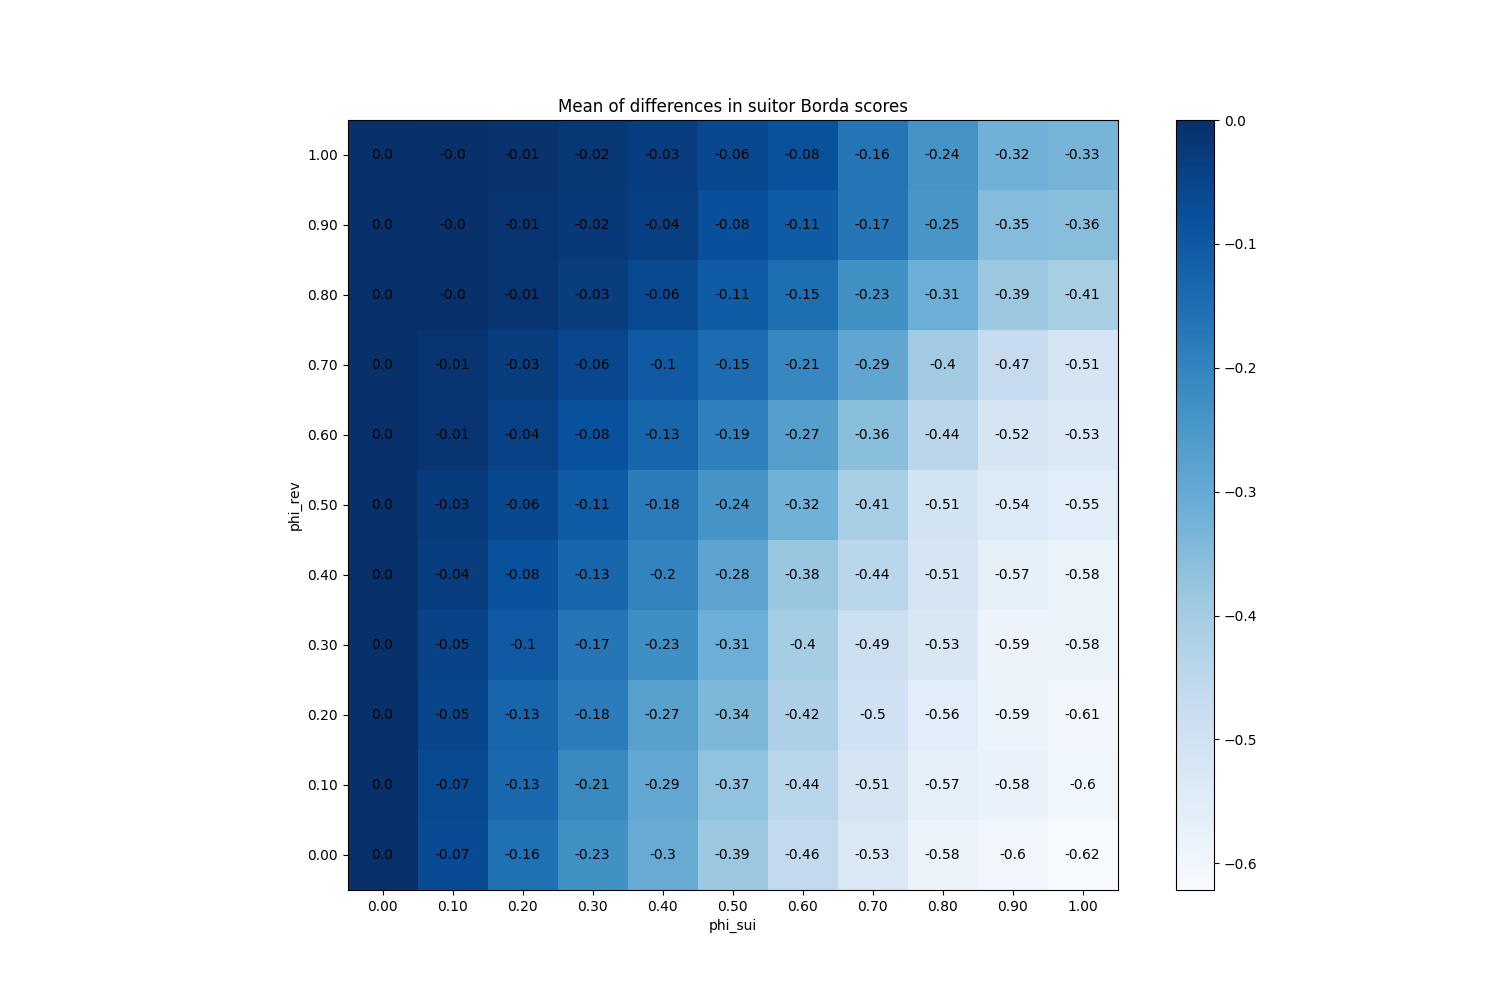 Mean of differences in suitor Borda scores
1.00 0.0 -0.0 -0.01 -0.02 -0.03 -0.06 -0.08 -0.16 -0.24 -0.32 -0.33
0.90 0.0 -0.0 -0.01 -0.02 -0.04 -0.08 -0.11 -0.17 -0.25 -0.35 -0.36
0.80 0.0 -0.0 -0.01 -0.03 -0.06 -0.11 -0.15 -0.23 -0.31 -0.39 -0.41
0.70 0.0 -0.01 -0.03 -0.06 -0.1 -0.15 -0.21 -0.29 -0.4 -0.47 -0.51
0.60 0.0 -0.01 -0.04 -0.08 -0.13 -0.19 -0.27 -0.36 -0.44 -0.52 -0.53
0.50 0.0 -0.03 -0.06 -0.11 -0.18 -0.24 -0.32 -0.41 -0.51 -0.54 -0.55
0.40 0.0 -0.04 -0.08 -0.13 -0.2 -0.28 -0.38 -0.44 -0.51 -0.57 -0.58
0.30 0.0 -0.05 -0.1 -0.17 -0.23 -0.31 -0.4 -0.49 -0.53 -0.59 -0.58
0.20 0.0 -0.05 -0.13 -0.18 -0.27 -0.34 -0.42 -0.5 -0.56 -0.59 -0.61
0.10 0.0 -0.07 -0.13 -0.21 -0.29 -0.37 -0.44 -0.51 -0.57 -0.58 -0.6
0.00 0.0 -0.07 -0.16 -0.23 -0.3 -0.39 -0.46 -0.53 -0.58 -0.6 -0.62
0.00 0.10 0.20 0.30 0.40 0.50 0.60 0.70 0.80 0.90 1.00
phi_sui
phi_rev
0.0
−0.1
−0.2
−0.3
−0.4
−0.5
−0.6